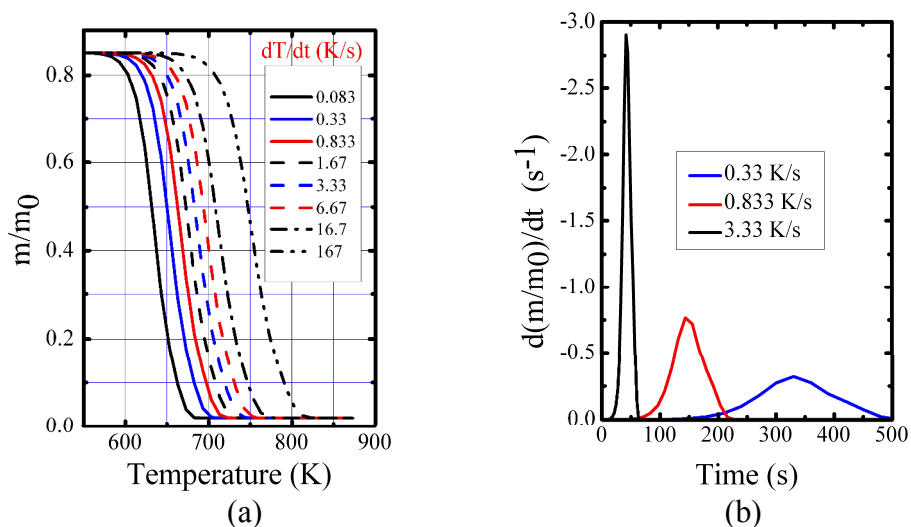 dT/dt (K/s)
0.083
0.33
0.833
1.67
3.33
6.67
16.7
167
0.8
0.6
0.4
0.2
0.0
m/m0
600 700 800 900
Temperature (K)
(a)
-3.0
-2.5
-2.0
-1.5
-1.0
-0.5
0.0
d(m/m0)/dt (s-1)
0.33 K/s
0.833 K/s
3.33 K/s
0 100 200 300 400 500
Time (s)
(b)